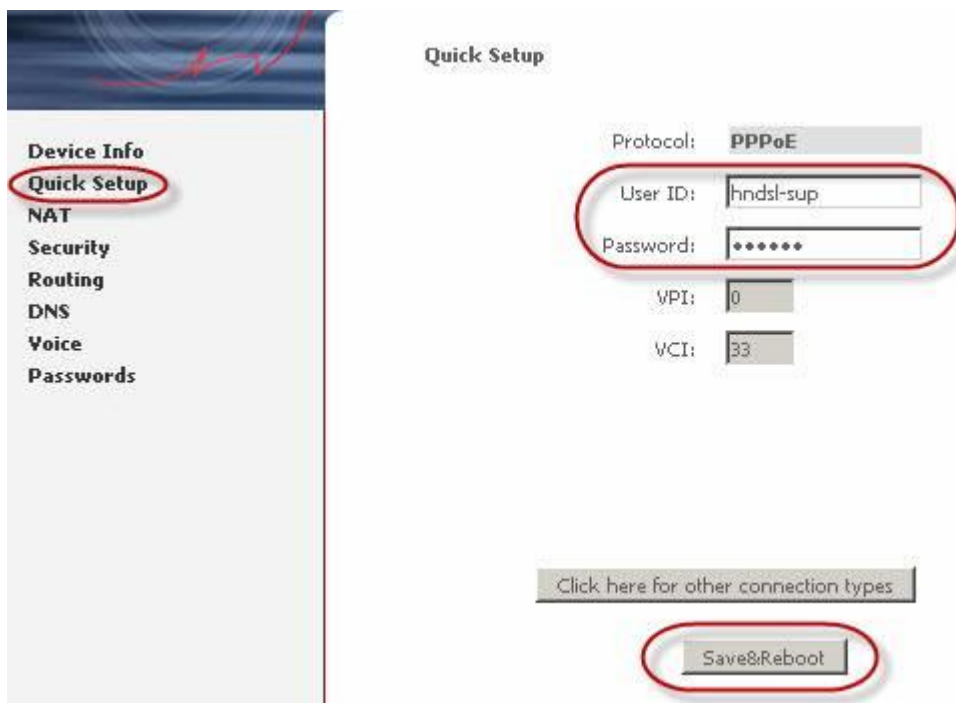 Quick Setup
Device Info
Quick Setup
NAT
Security
Routing
DNS
Voice
Passwords
Protocol: PPPoE
User ID: hndsl-sup
Password: ••••••
VPI: 0
VCI: 33
Click here for other connection types
Save&Reboot